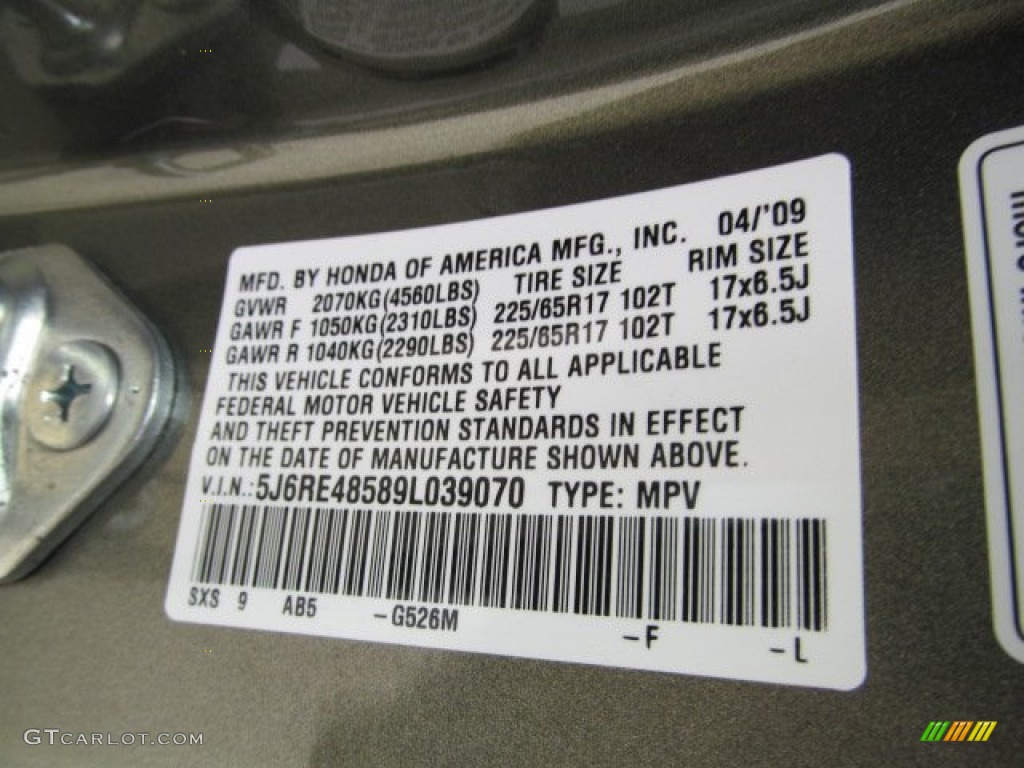 MFD. BY HONDA OF AMERICA MFG., INC. 04/'09
GVWR 2070KG(4560LBS) TIRE SIZE RIM SIZE
GAWR F 1050KG(2310LBS) 225/65R17 102T 17x6.5J
GAWR R 1040KG(2290LBS) 225/65R17 102T 17x6.5J
THIS VEHICLE CONFORMS TO ALL APPLICABLE
FEDERAL MOTOR VEHICLE SAFETY
AND THEFT PREVENTION STANDARDS IN EFFECT
ON THE DATE OF MANUFACTURE SHOWN ABOVE.
V.I.N.: 5J6RE48589L039070 TYPE: MPV
SXS 9 AB5 -G526M -F -L
GTCARLOT.COM